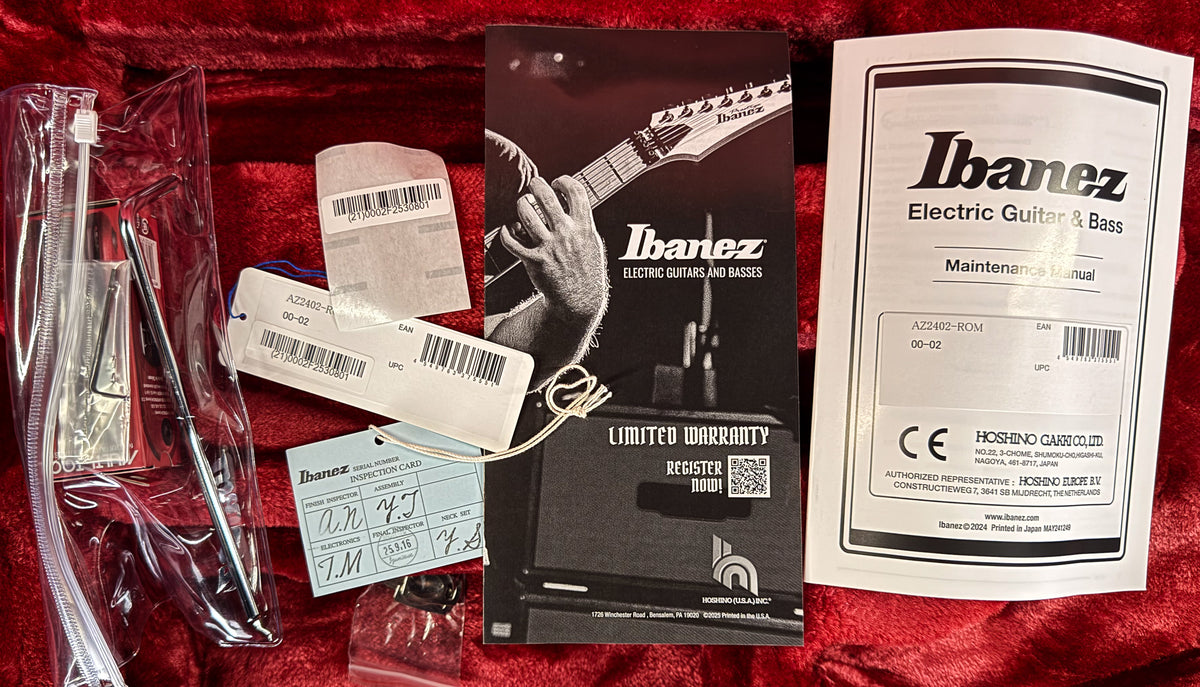 (21)0002F2530801
AZ2402-R
00-02
(21)0002F2530801
EAN
UPC
Ibanez SERIAL NUMBER
INSPECTION CARD
FINISH INSPECTOR
a.n
ASSEMBLY
Y.J
ELECTRONICS
T.M
FINAL INSPECTOR
25.9.16
NECK SET
Y.S
Ibanez
Ibanez
ELECTRIC GUITARS AND BASSES
LIMITED WARRANTY
REGISTER
NOW!
HOSHINO (U.S.A.) INC.®
1726 Winchester Road, Bensalem, PA 19020 ©2025 Printed in the U.S.A.
Ibanez
Electric Guitar & Bass
Maintenance Manual
AZ2402-ROM
00-02
EAN
UPC
CE
HOSHINO GAKKI CO., LTD.
NO.22, 3-CHOME, SHUMOKU-CHO, HIGASHI-KU,
NAGOYA, 461-8717, JAPAN
AUTHORIZED REPRESENTATIVE : HOSHINO EUROPE B.V.
CONSTRUCTIEWEG 7, 3641 SB MIJDRECHT, THE NETHERLANDS
www.ibanez.com
Ibanez©2024 Printed in Japan MAY241249